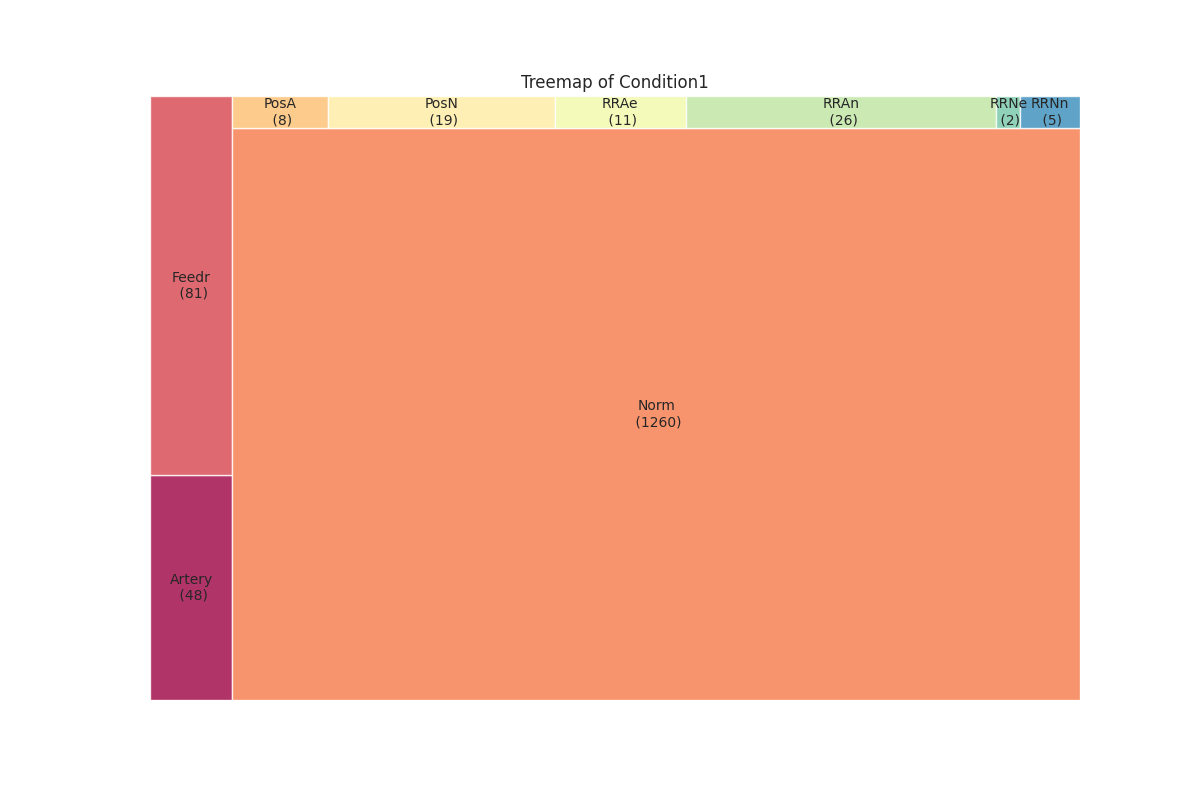 Treemap of Condition1
PosA
(8)
PosN
(19)
RRAe
(11)
RRAn
(26)
RRNe
(2)
RRNn
(5)
Feedr
(81)
Norm
(1260)
Artery
(48)